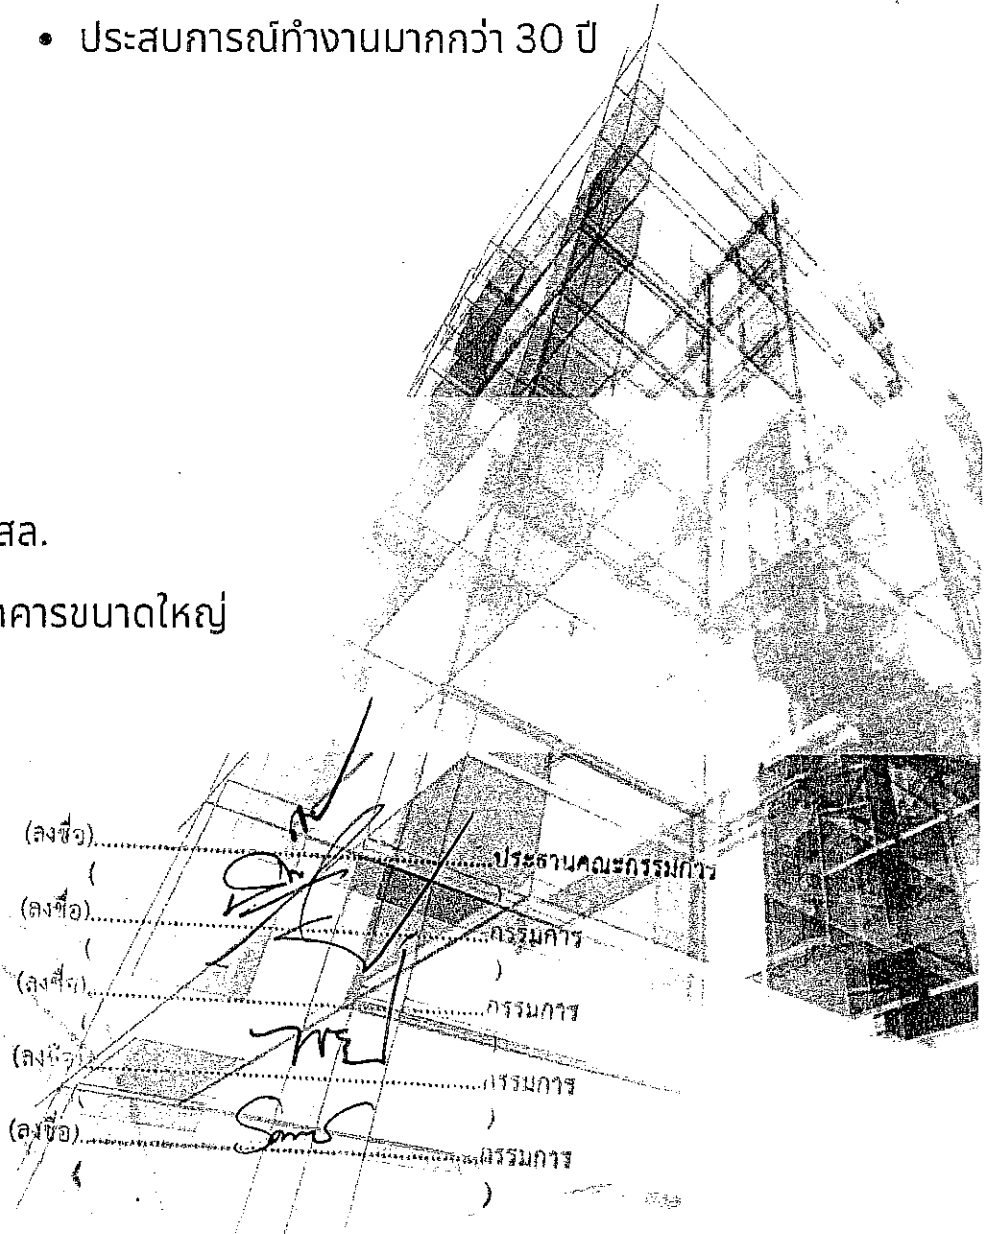 • ประสบการณ์ทำงานมากกว่า 30 ปี
สล.
าคารขนาดใหญ่
(ลงชื่อ)....................ประธานคณะกรรมการ
(
)
(ลงชื่อ)....................กรรมการ
(
)
(ลงชื่อ)....................กรรมการ
(
)
(ลงชื่อ)....................กรรมการ
(
)
(ลงชื่อ)....................กรรมการ
(
)